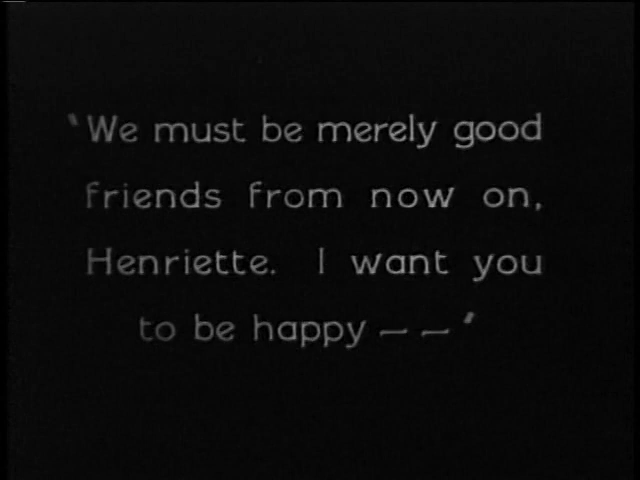 'We must be merely good
friends from now on,
Henriette. I want you
to be happy — — '